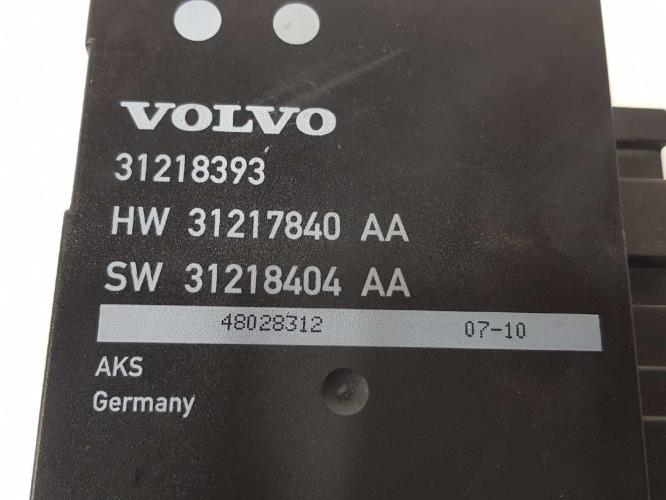 VOLVO
31218393
HW 31217840 AA
SW 31218404 AA
48028312 07-10
AKS
Germany